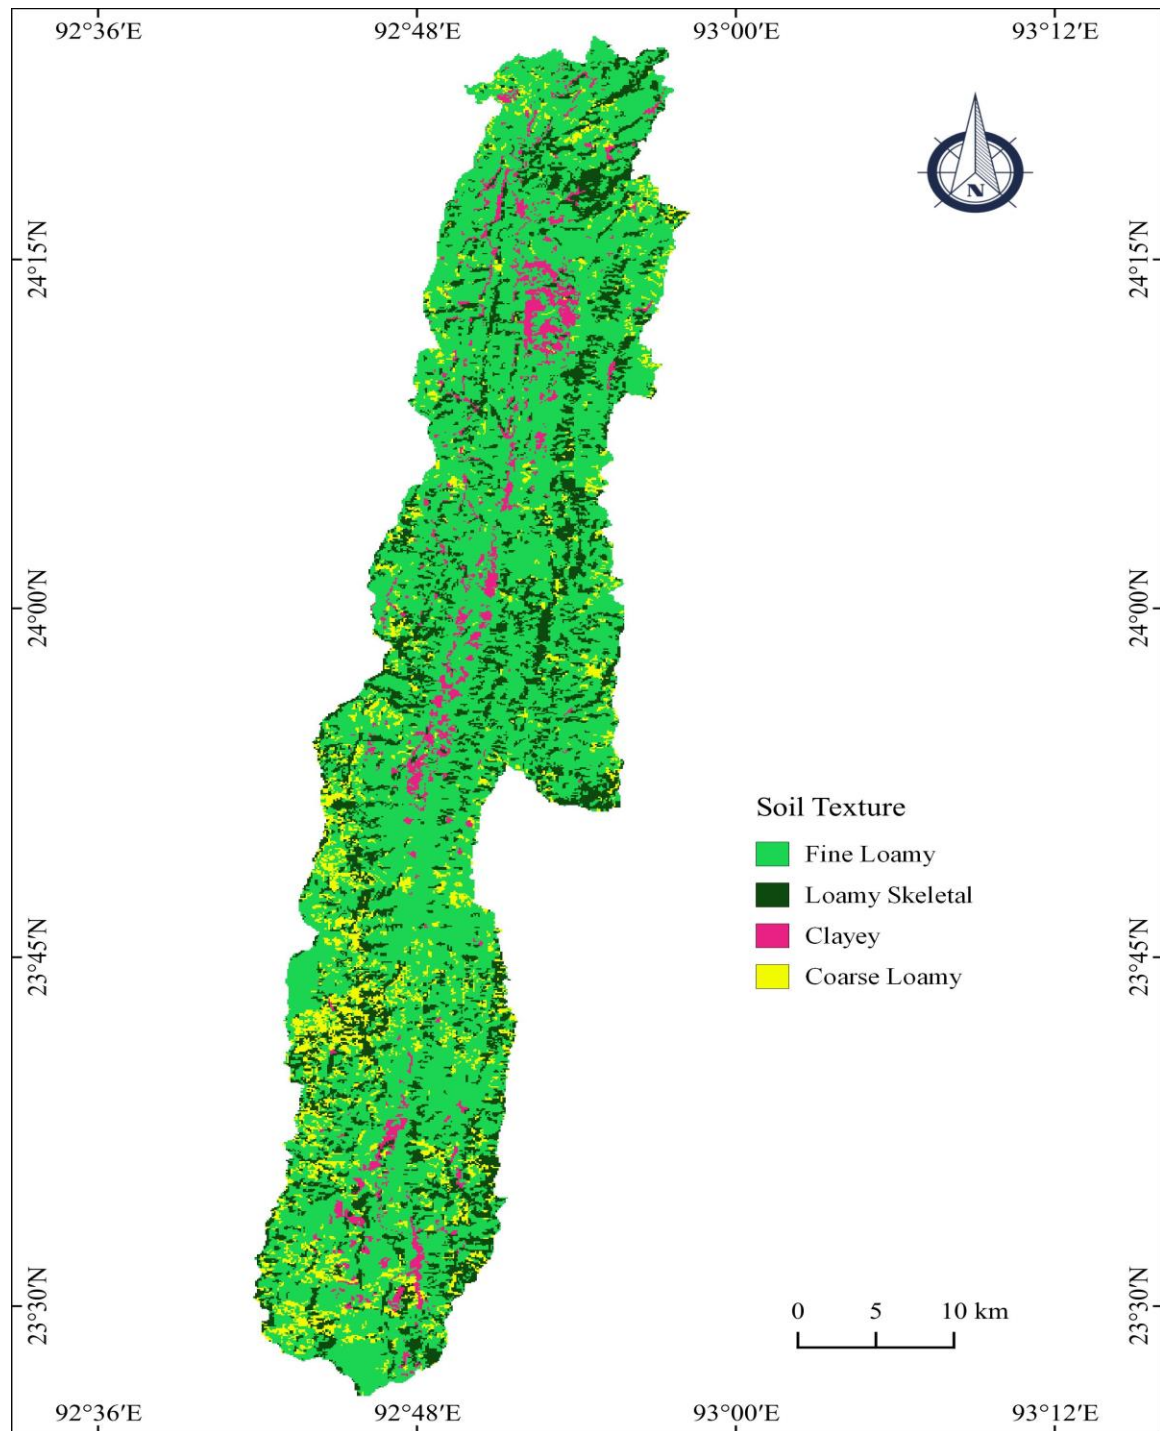 92°36′E 92°48′E 93°00′E 93°12′E
N
24°15′N 24°15′N
24°00′N 24°00′N
Soil Texture
Fine Loamy
Loamy Skeletal
Clayey
Coarse Loamy
23°45′N 23°45′N
23°30′N 23°30′N
0 5 10 km
92°36′E 92°48′E 93°00′E 93°12′E